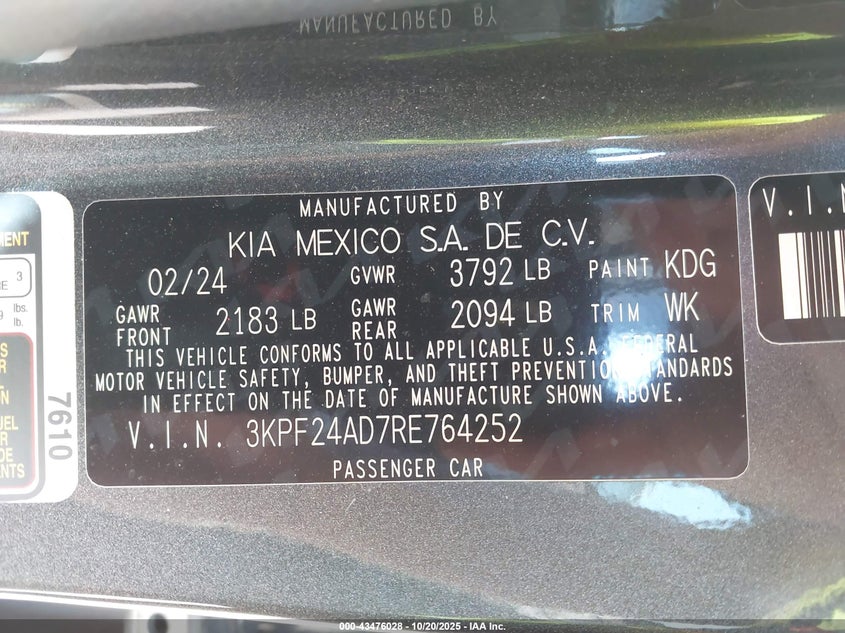 MANUFACTURED BY
MANUFACTURED BY
KIA MEXICO S.A. DE C.V.
02/24 GVWR 3792 LB PAINT KDG
GAWR FRONT 2183 LB GAWR REAR 2094 LB TRIM WK
THIS VEHICLE CONFORMS TO ALL APPLICABLE U.S.A. FEDERAL
MOTOR VEHICLE SAFETY, BUMPER, AND THEFT PREVENTION STANDARDS
IN EFFECT ON THE DATE OF MANUFACTURE SHOWN ABOVE.
V.I.N. 3KPF24AD7RE764252
PASSENGER CAR
3
lbs.
lb.
7610
V.I.N
000-43476028 - 10/20/2025 - IAA Inc.